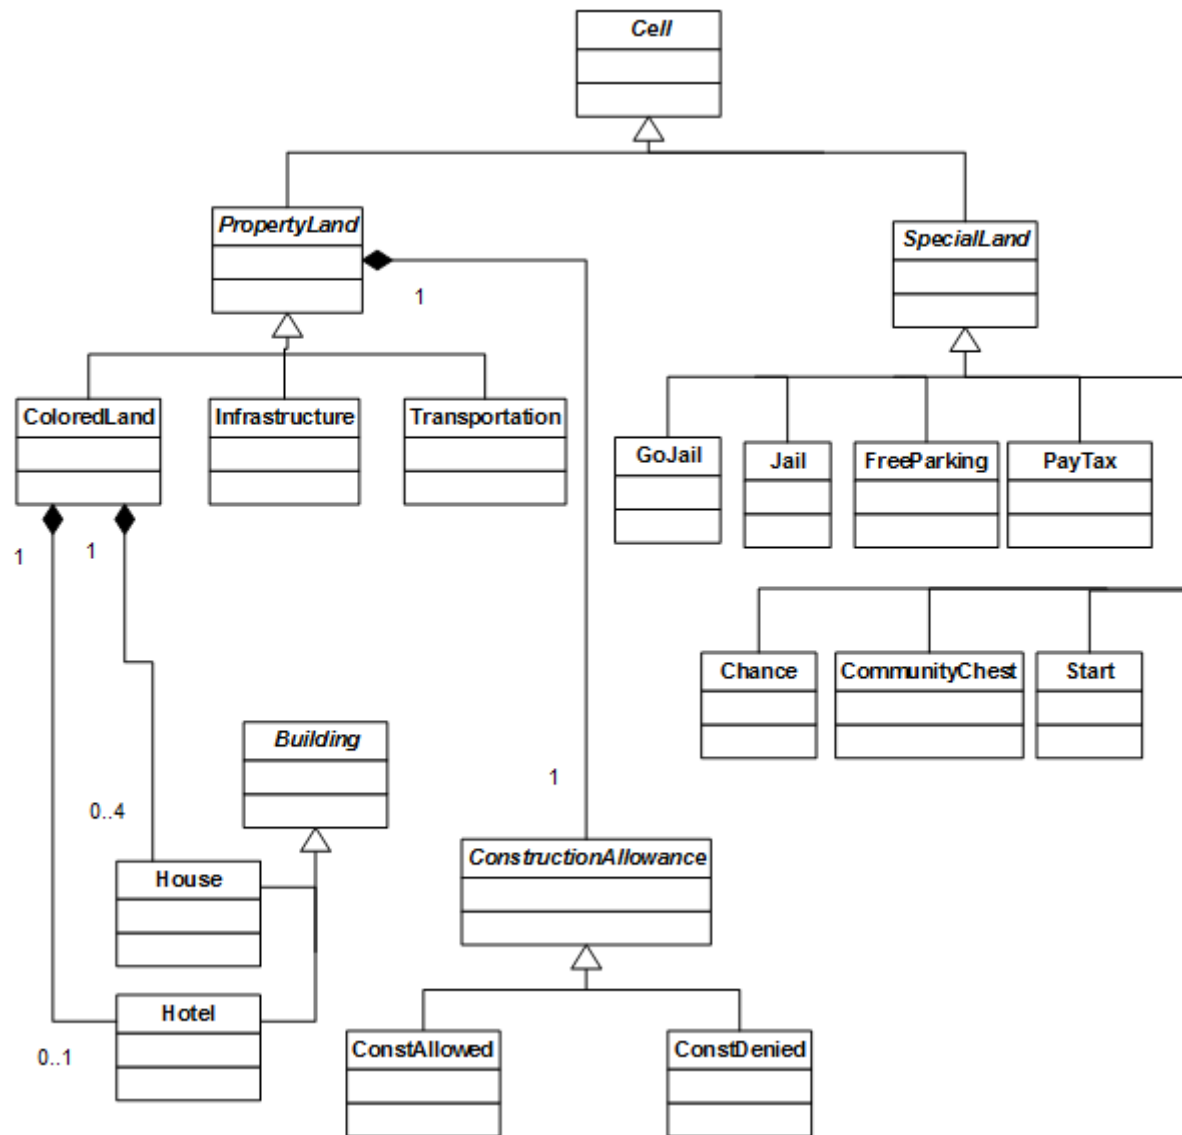 Cell
PropertyLand
SpecialLand
1
ColoredLand
Infrastructure
Transportation
GoJail
Jail
FreeParking
PayTax
1
1
Chance
CommunityChest
Start
Building
1
0..4
ConstructionAllowance
House
Hotel
0..1
ConstAllowed
ConstDenied